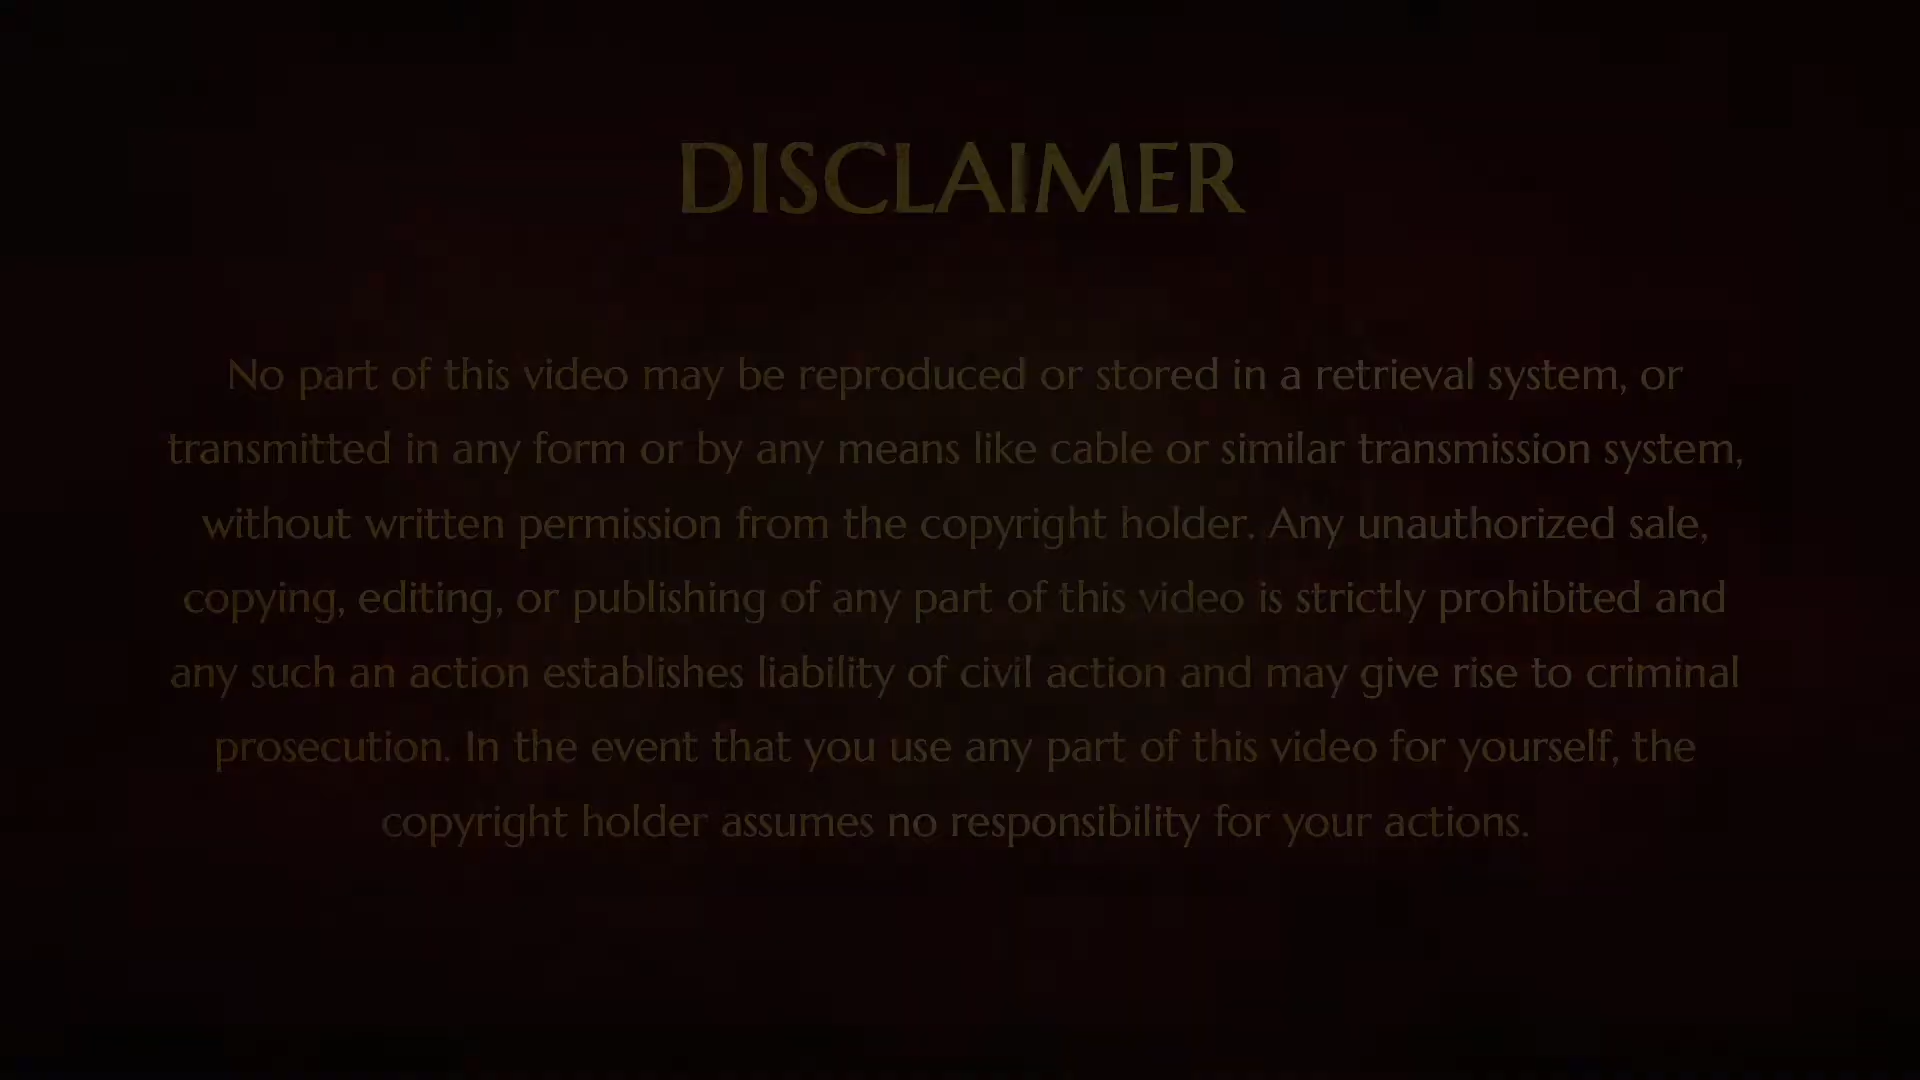 DISCLAIMER
No part of this video may be reproduced or stored in a retrieval system, or
transmitted in any form or by any means like cable or similar transmission system,
without written permission from the copyright holder. Any unauthorized sale,
copying, editing, or publishing of any part of this video is strictly prohibited and
any such an action establishes liability of civil action and may give rise to criminal
prosecution. In the event that you use any part of this video for yourself, the
copyright holder assumes no responsibility for your actions.